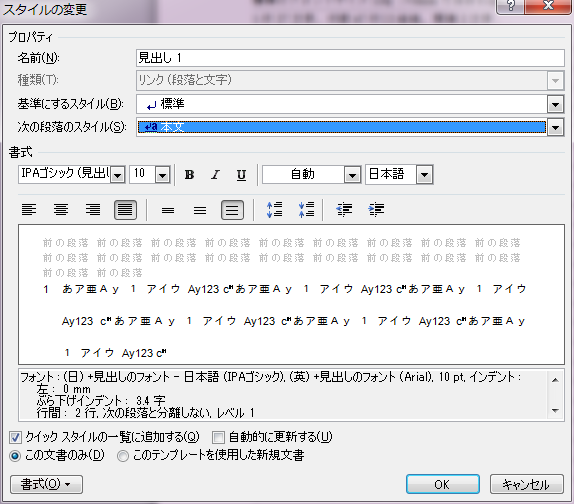 スタイルの変更
プロパティ
名前(N): 見出し 1
種類(T): リンク (段落と文字)
基準にするスタイル(B): 標準
次の段落のスタイル(S): 本文
書式
IPAゴシック (見出し 10 B I U 自動 日本語
前の段落 前の段落 前の段落 前の段落 前の段落 前の段落 前の段落 前の段落 前の段落
前の段落 前の段落 前の段落 前の段落 前の段落 前の段落 前の段落 前の段落 前の段落
前の段落 前の段落
1 あア亜Ay 1 アイウ Ay123 c*あア亜Ay 1 アイウ Ay123 c*あア亜Ay 1 アイウ
Ay123 c*あア亜Ay 1 アイウ Ay123 c*あア亜Ay 1 アイウ Ay123 c*あア亜Ay
1 アイウ Ay123 c*
フォント : (日) +見出しのフォント - 日本語 (IPAゴシック), (英) +見出しのフォント (Arial), 10 pt, インデント :
左 : 0 mm
ぶら下げインデント : 3.4 字
行間 : 2 行, 次の段落と分離しない, レベル 1
クイック スタイルの一覧に追加する(Q) 自動的に更新する(U)
この文書のみ(D) このテンプレートを使用した新規文書
書式(O) OK キャンセル